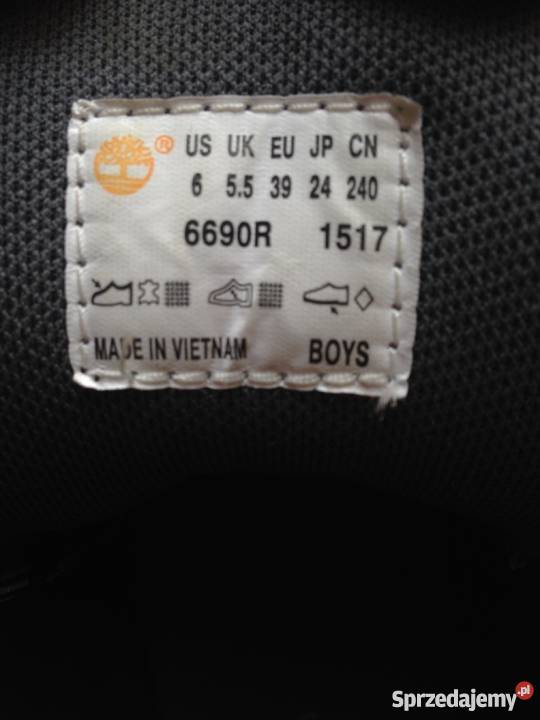 ® US UK EU JP CN
6 5.5 39 24 240
6690R 1517
MADE IN VIETNAM BOYS
Sprzedajemy.pl